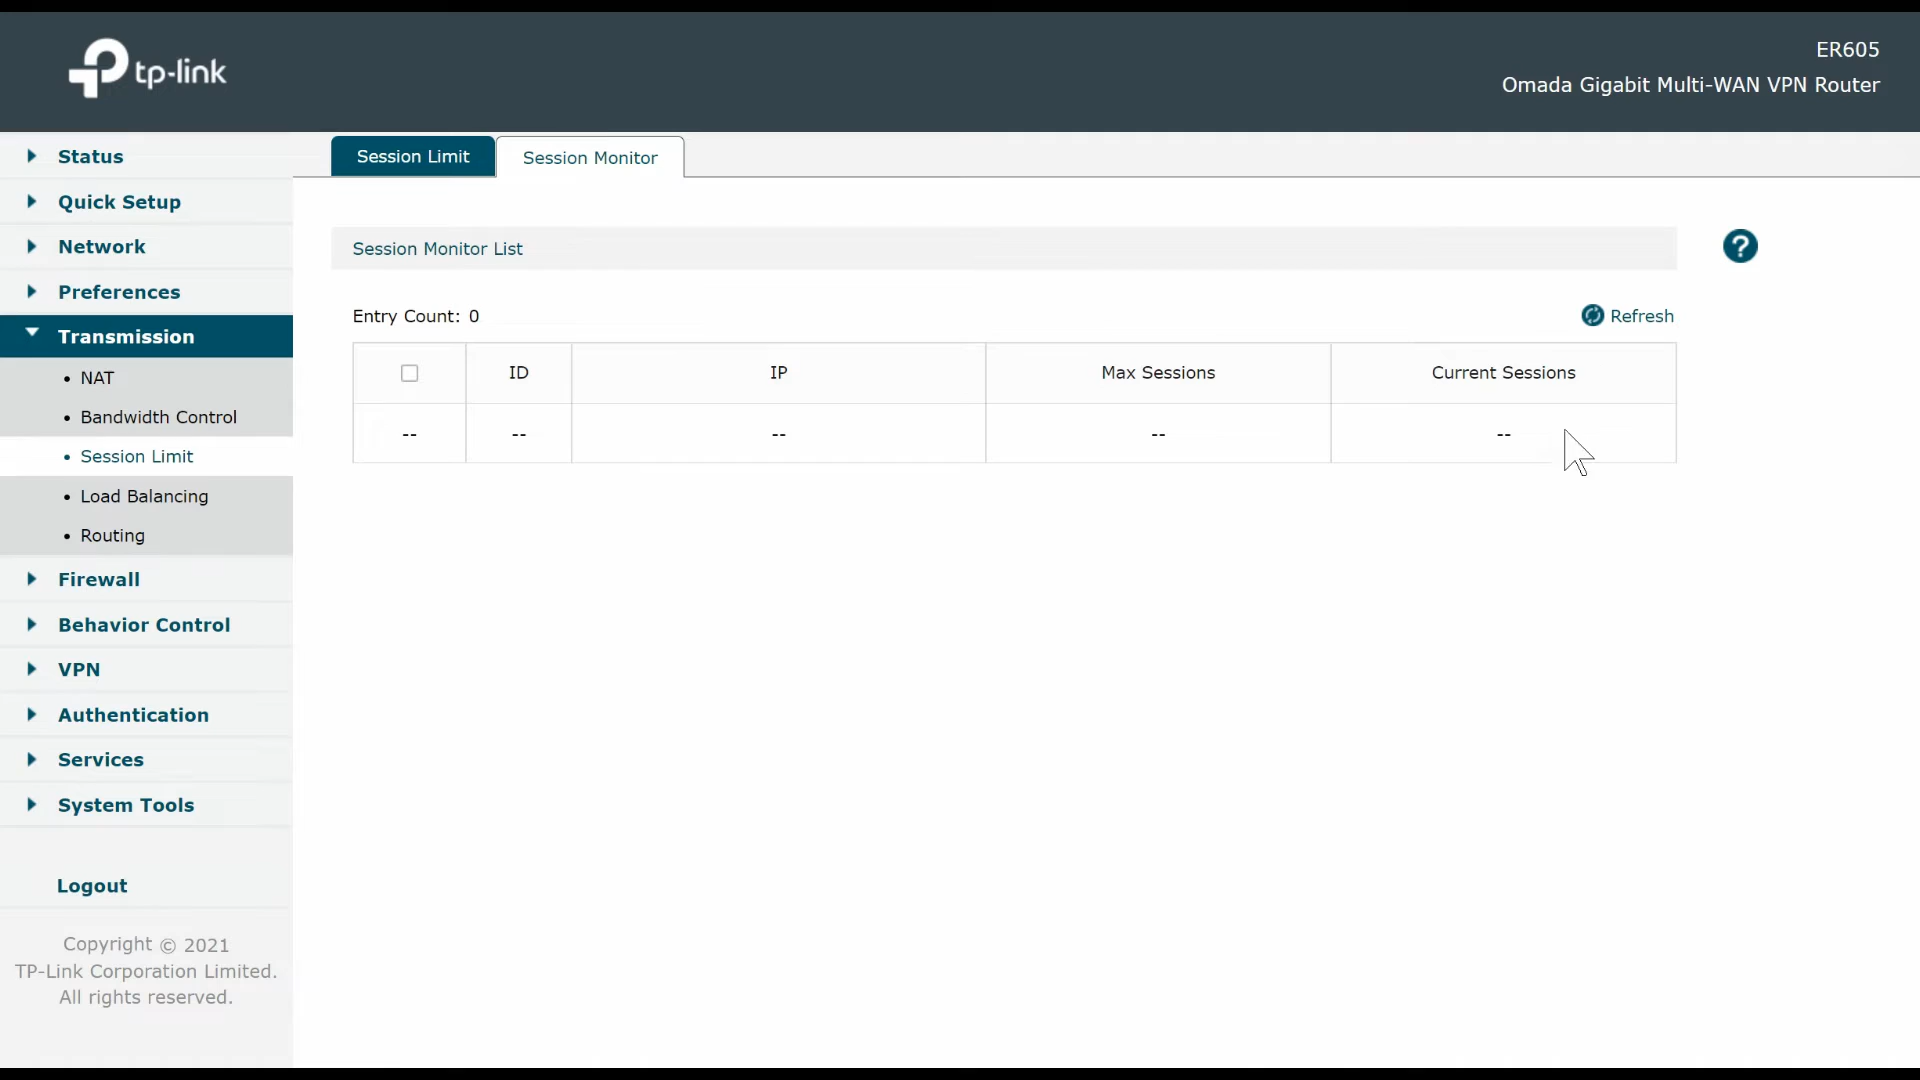 tp-link
ER605
Omada Gigabit Multi-WAN VPN Router
Status
Quick Setup
Network
Preferences
Transmission
• NAT
• Bandwidth Control
• Session Limit
• Load Balancing
• Routing
Firewall
Behavior Control
VPN
Authentication
Services
System Tools
Logout
Copyright © 2021
TP-Link Corporation Limited.
All rights reserved.
Session Limit Session Monitor
Session Monitor List ?
Entry Count: 0 Refresh
ID IP Max Sessions Current Sessions
-- -- -- -- --